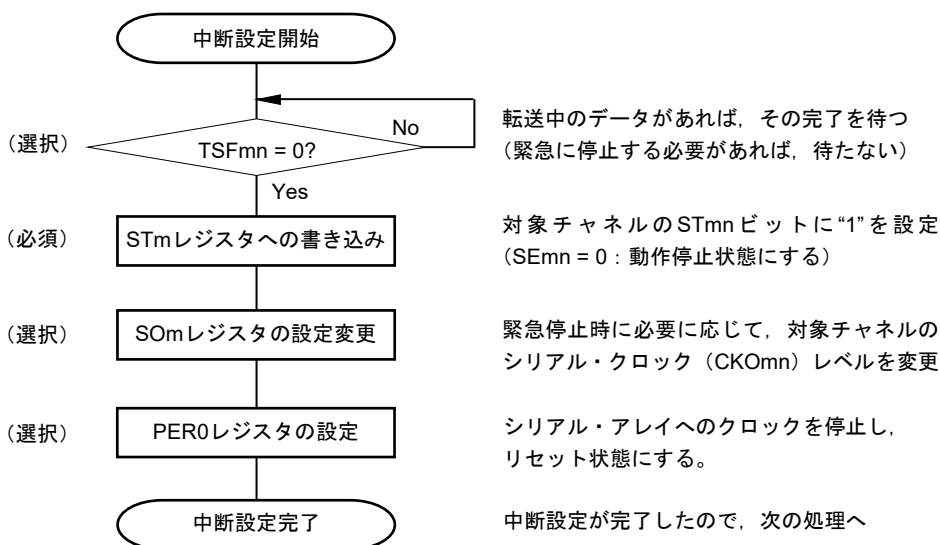 中断設定開始
No
転送中のデータがあれば，その完了を待つ
（選択）
TSFmn = 0?
（緊急に停止する必要があれば，待たない）
Yes
（必須）
STmレジスタへの書き込み
対象チャネルのSTmnビットに“1”を設定
（SEmn = 0：動作停止状態にする）
（選択）
SOmレジスタの設定変更
緊急停止時に必要に応じて，対象チャネルの
シリアル・クロック（CKOmn）レベルを変更
（選択）
PER0レジスタの設定
シリアル・アレイへのクロックを停止し，
リセット状態にする。
中断設定完了
中断設定が完了したので，次の処理へ